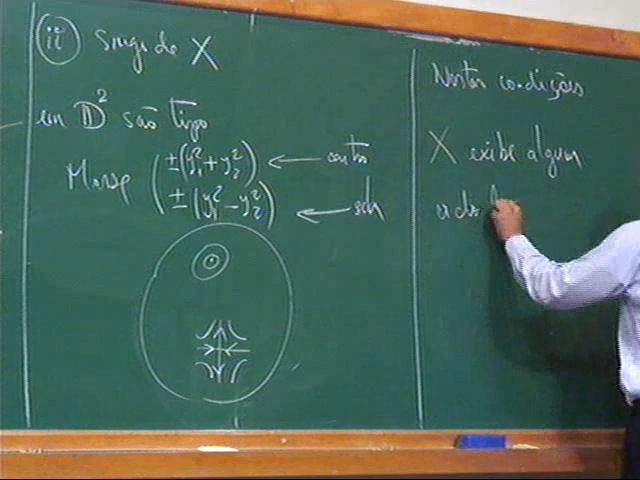 ii Sing. de X
em D² são tipo
Morse ( ±(y₁² + y₂²) ← centro
±(y₁² - y₂²) ) ← sela
Nestas condições
X exibe algum